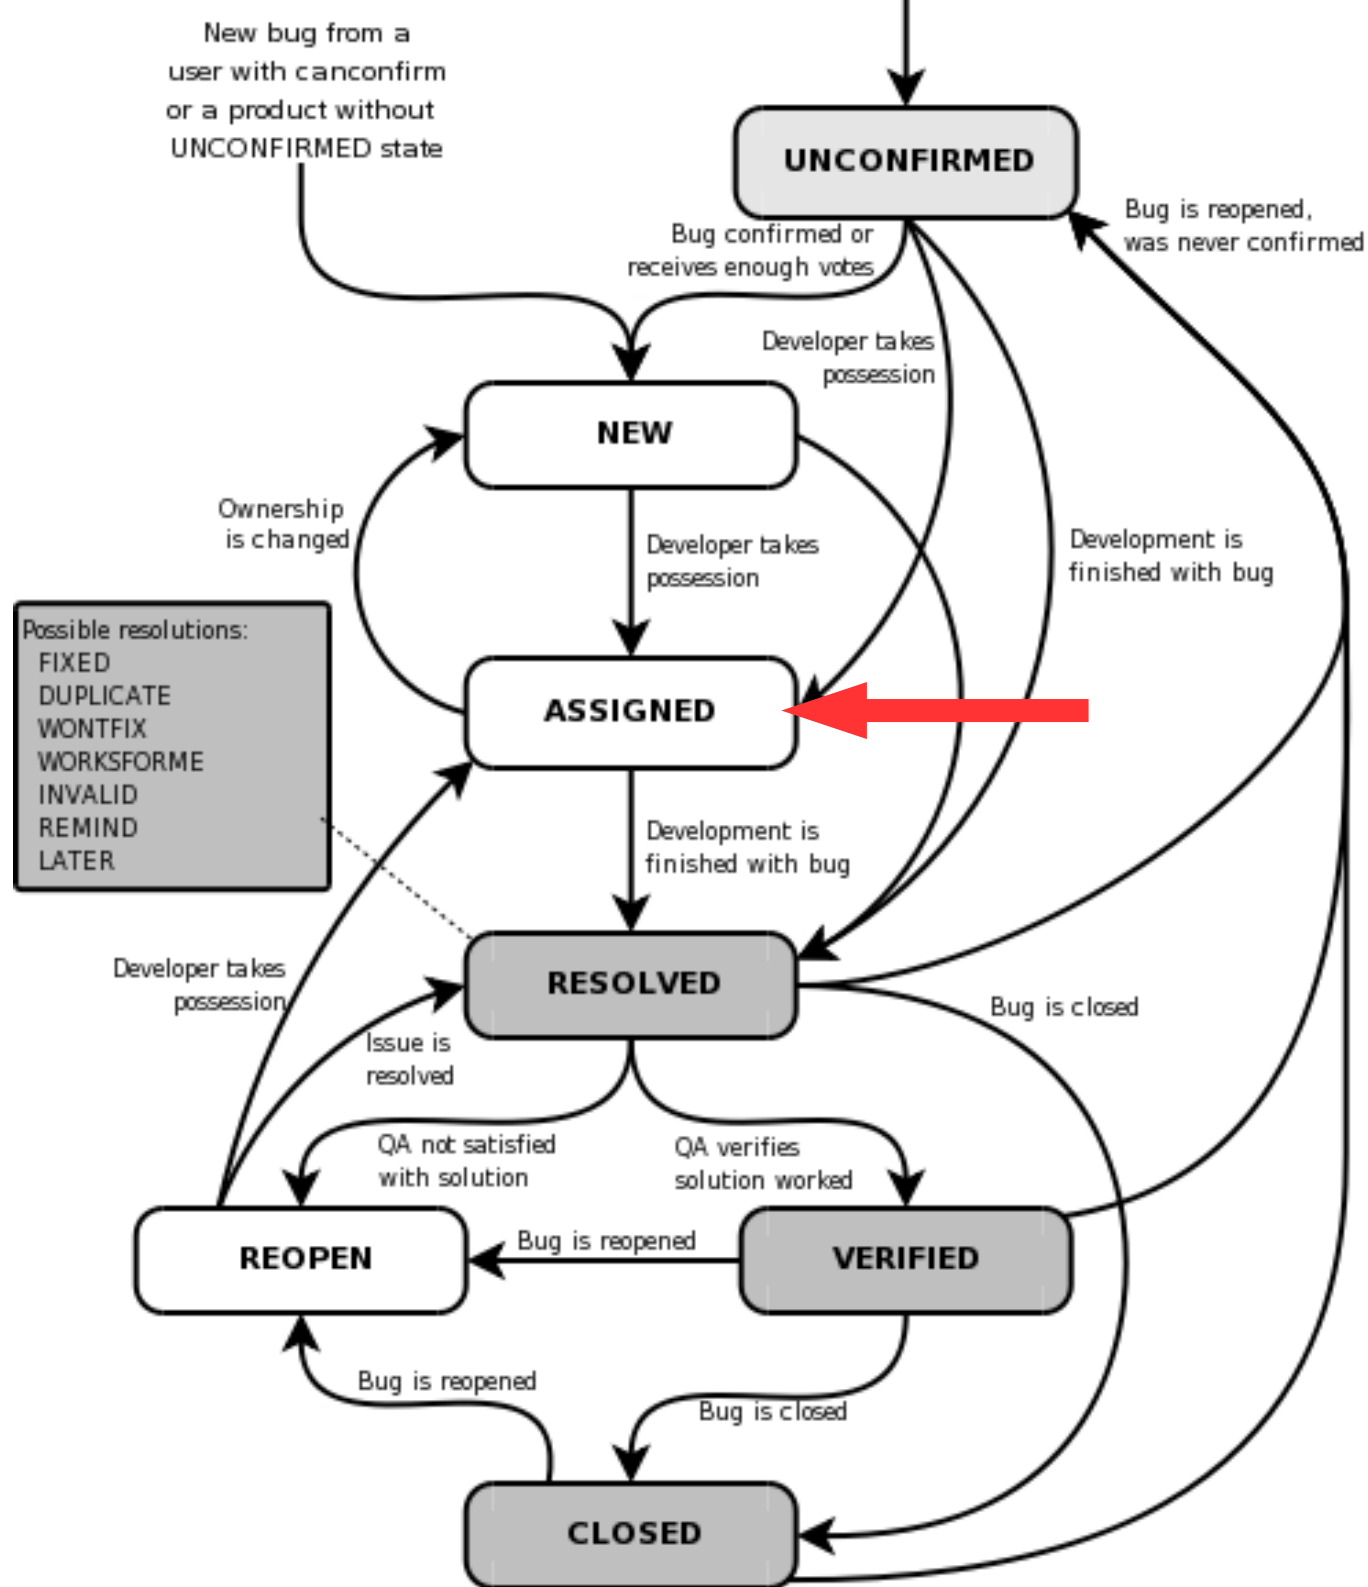 New bug from a
user with canconfirm
or a product without
UNCONFIRMED state
UNCONFIRMED
Bug is reopened,
was never confirmed
Bug confirmed or
receives enough votes
Developer takes
possession
NEW
Ownership
is changed
Developer takes
possession
Development is
finished with bug
Possible resolutions:
FIXED
DUPLICATE
WONTFIX
WORKSFORME
INVALID
REMIND
LATER
ASSIGNED
Development is
finished with bug
Developer takes
possession
RESOLVED
Bug is closed
Issue is
resolved
QA not satisfied
with solution
QA verifies
solution worked
REOPEN
Bug is reopened
VERIFIED
Bug is reopened
Bug is closed
CLOSED